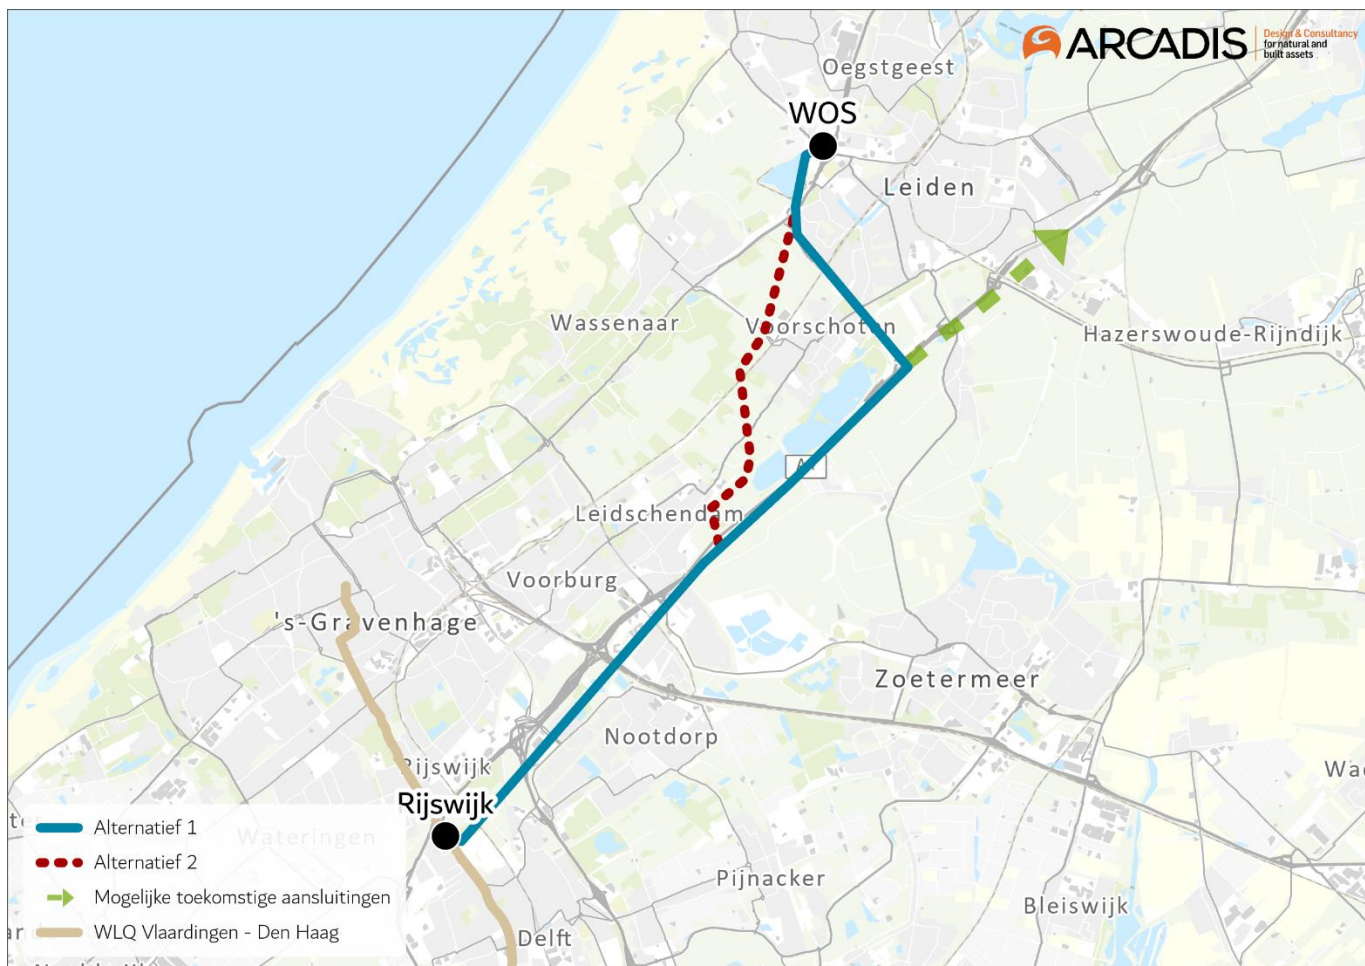 ARCADIS
Design & Consultancy
for natural and
built assets
Oegstgeest
WOS
Leiden
Wassenaar
Voorschoten
Hazerswoude-Rijndijk
Leidschendam
Voorburg
's-Gravenhage
Zoetermeer
Nootdorp
Rijswijk
Rijswijk
Wateringen
Pijnacker
Bleiswijk
Delft
Alternatief 1
Alternatief 2
Mogelijke toekomstige aansluitingen
WLQ Vlaardingen - Den Haag